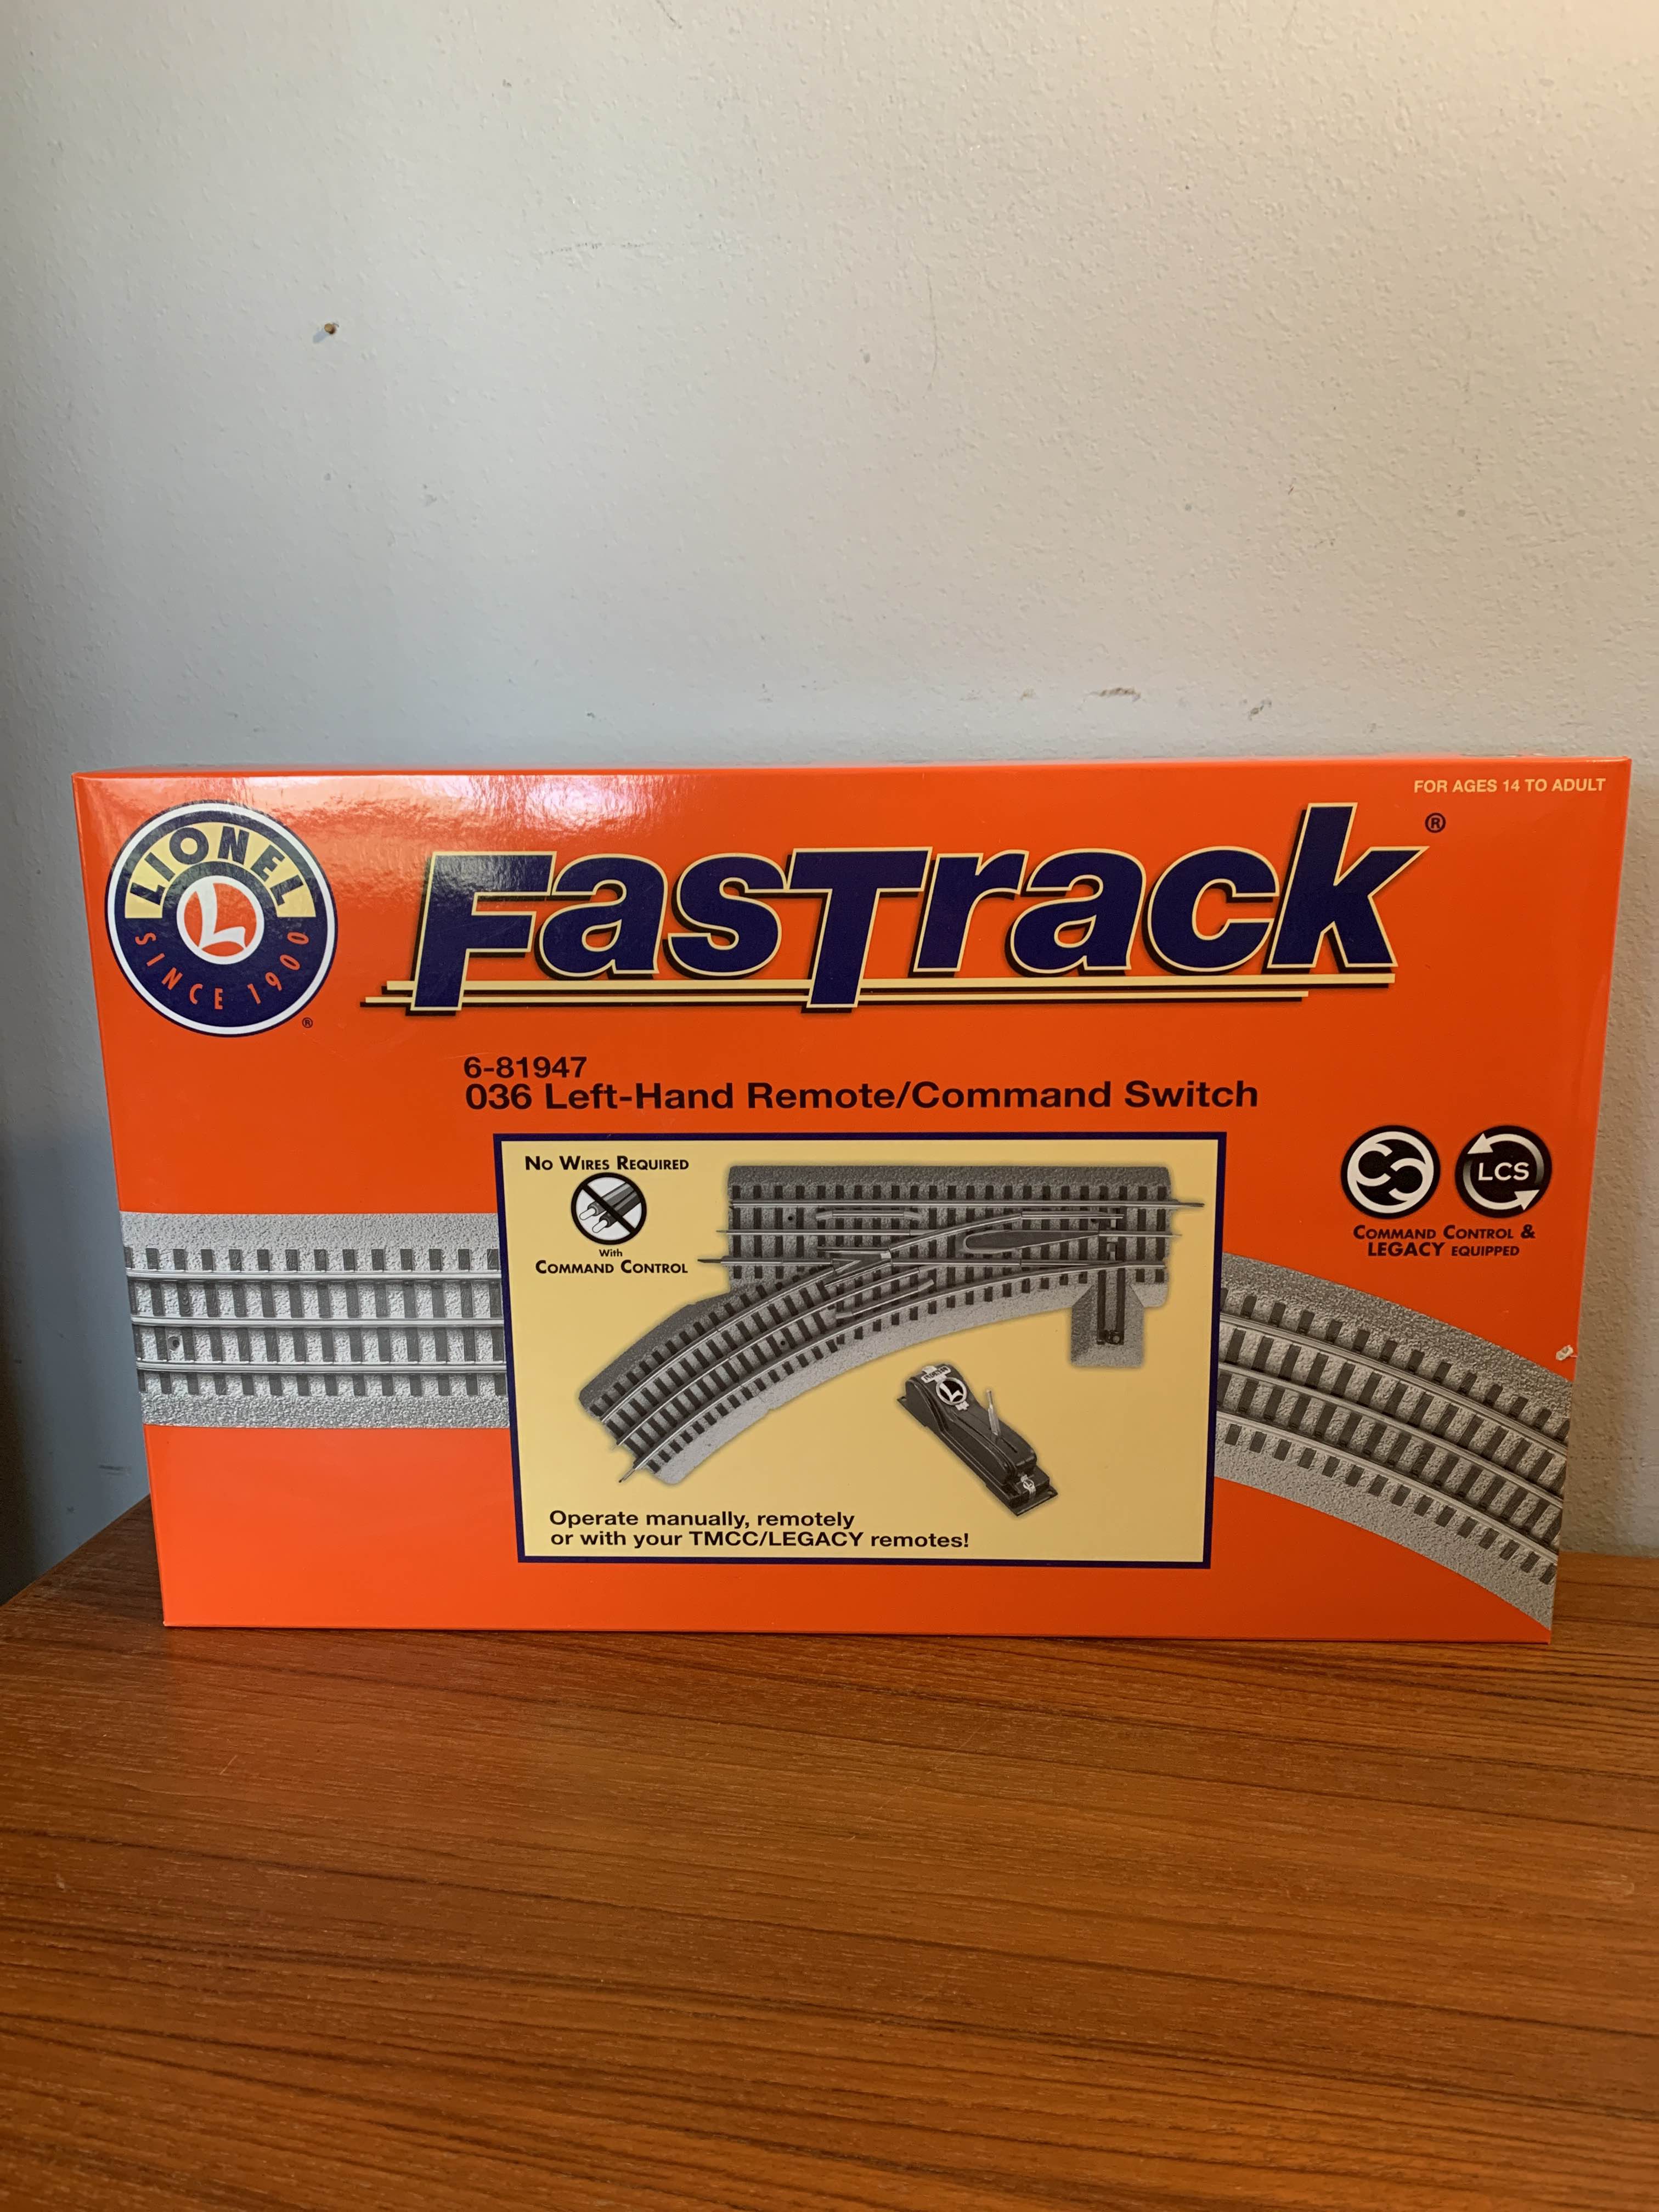 FOR AGES 14 TO ADULT
LIONEL
SINCE 1900
®
FasTrack®
6-81947
036 Left-Hand Remote/Command Switch
No Wires Required
With
Command Control
LCS
Command Control &
LEGACY equipped
L
Operate manually, remotely
or with your TMCC/LEGACY remotes!